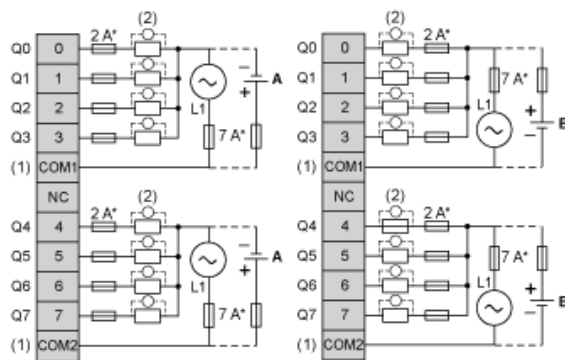 (2)
Q0 0 2 A*
Q1 1
Q2 2 L1 − + A
Q3 3 7 A*
(1) COM1
NC
(2)
Q4 4 2 A*
Q5 5 − + A
Q6 6 L1
Q7 7 7 A*
(1) COM2
(2)
Q0 0 2 A*
Q1 1 7 A*
Q2 2 L1 +
Q3 3 − B
(1) COM1
NC
(2)
Q4 4 2 A*
Q5 5 7 A*
Q6 6 L1 +
Q7 7 − B
(1) COM2